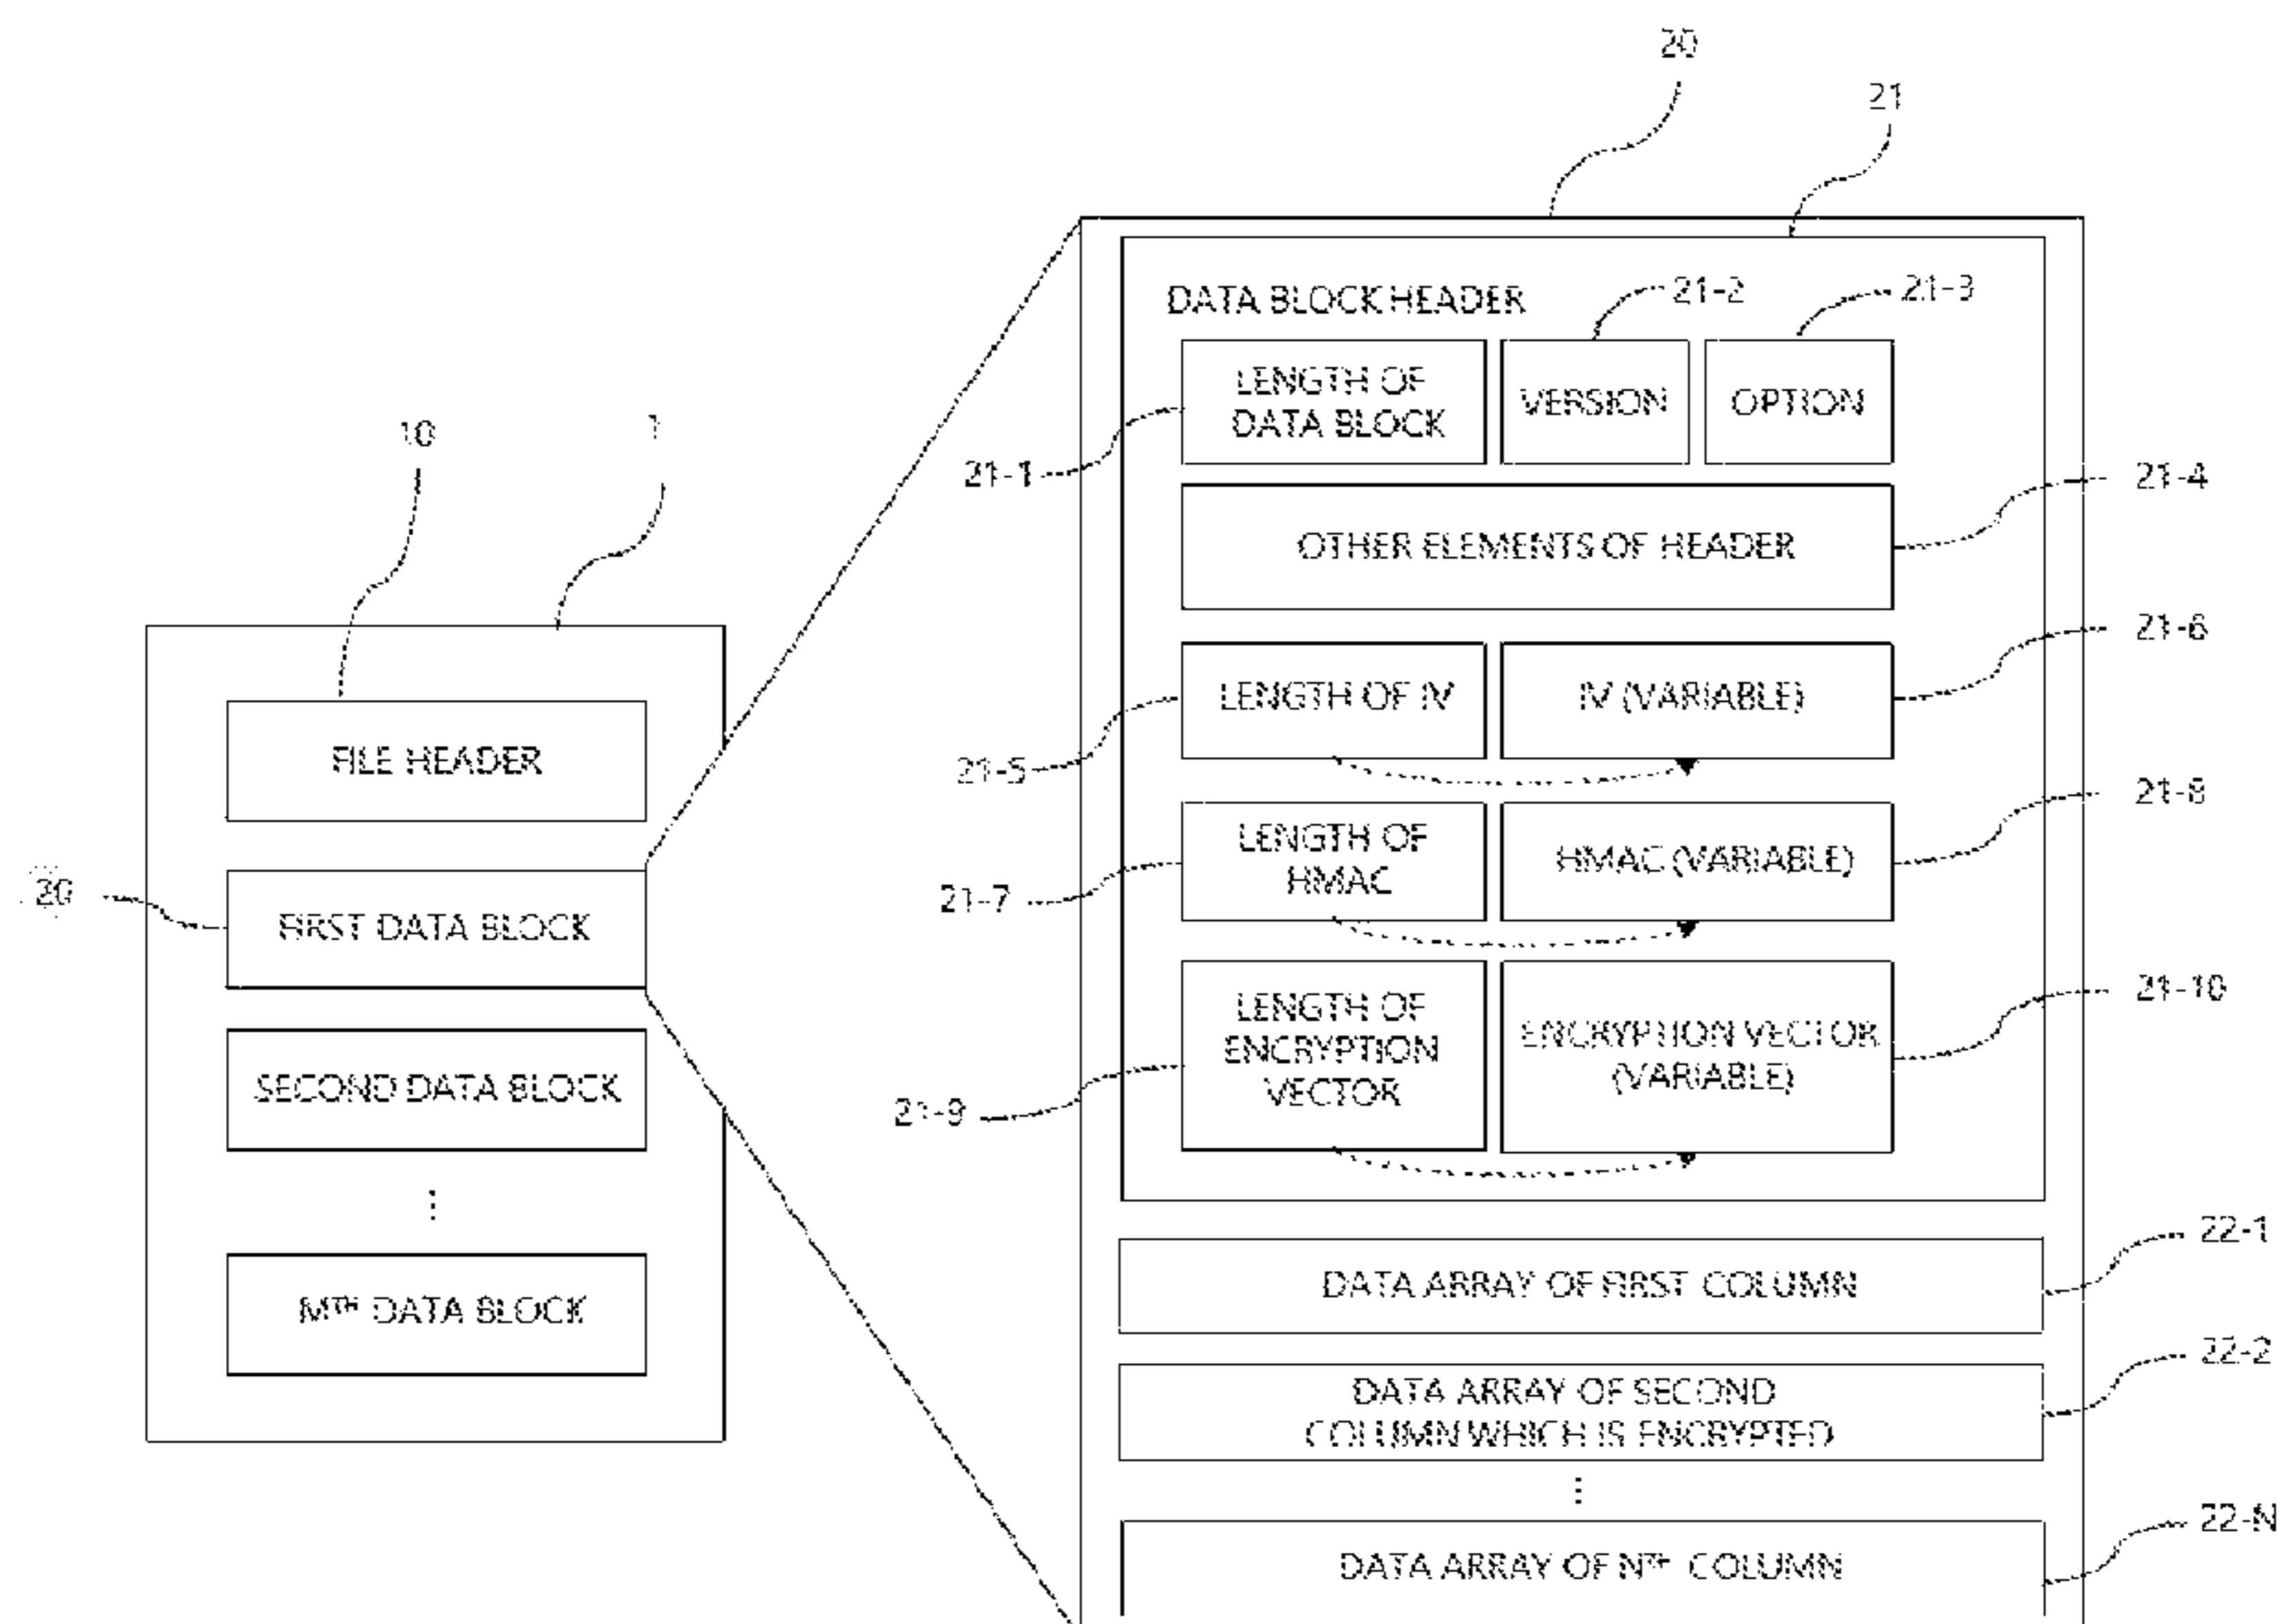 20
21
DATA BLOCK HEADER
21-2
21-3
LENGTH OF
DATA BLOCK
VERSION
OPTION
21-1
21-4
OTHER ELEMENTS OF HEADER
21-6
LENGTH OF IV
IV (VARIABLE)
21-5
21-8
LENGTH OF
HMAC
HMAC (VARIABLE)
21-7
21-10
LENGTH OF
ENCRYPTION
VECTOR
ENCRYPTION VECTOR
(VARIABLE)
21-9
22-1
DATA ARRAY OF FIRST COLUMN
22-2
DATA ARRAY OF SECOND
COLUMN WHICH IS ENCRYPTED
⋮
22-N
DATA ARRAY OF NTH COLUMN
10
1
FILE HEADER
20
FIRST DATA BLOCK
SECOND DATA BLOCK
⋮
MTH DATA BLOCK